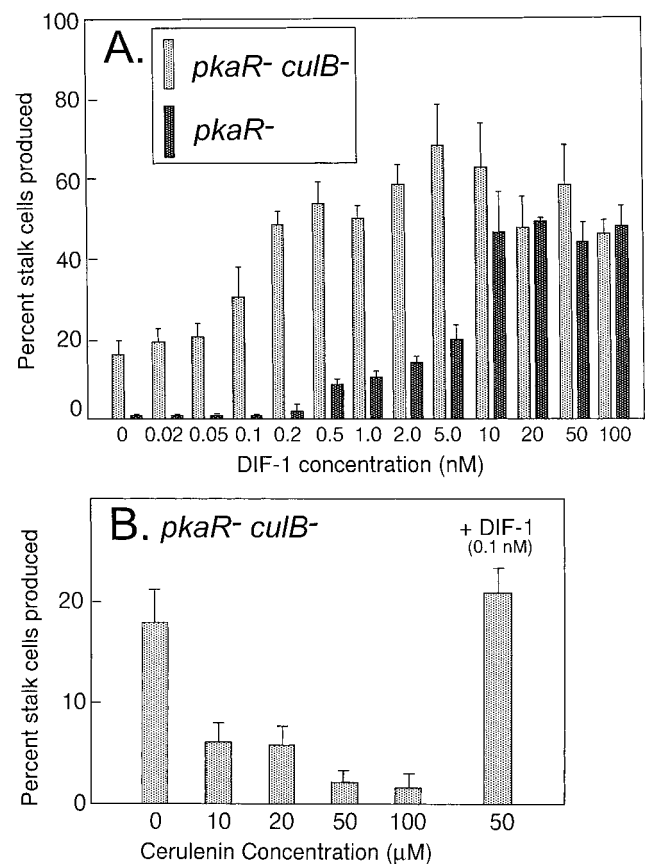 A.
pkaR- culB-
pkaR-
Percent stalk cells produced
100
80
60
40
20
0
0 0.02 0.05 0.1 0.2 0.5 1.0 2.0 5.0 10 20 50 100
DIF-1 concentration (nM)
B. pkaR- culB-
+ DIF-1
(0.1 nM)
Percent stalk cells produced
20
10
0
0 10 20 50 100 50
Cerulenin Concentration (µM)